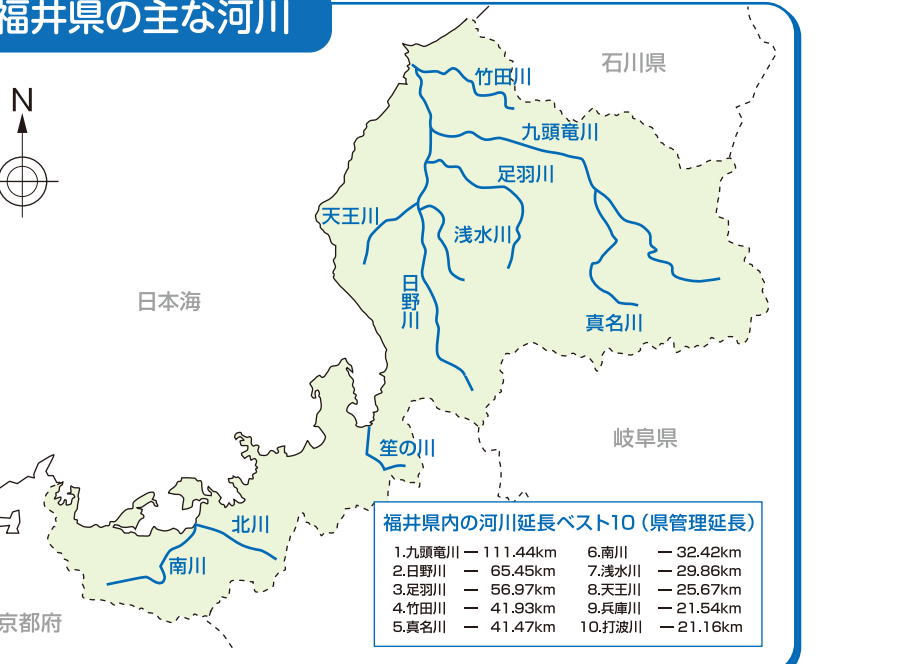 福井県の主な河川
N
石川県
竹田川
九頭竜川
足羽川
天王川
浅水川
日本海
日野川
真名川
岐阜県
笙の川
北川
南川
京都府
福井県内の河川延長ベスト10（県管理延長）
1.九頭竜川 ー 111.44km
2.日野川 ー 65.45km
3.足羽川 ー 56.97km
4.竹田川 ー 41.93km
5.真名川 ー 41.47km
6.南川 ー 32.42km
7.浅水川 ー 29.86km
8.天王川 ー 25.67km
9.兵庫川 ー 21.54km
10.打波川 ー 21.16km